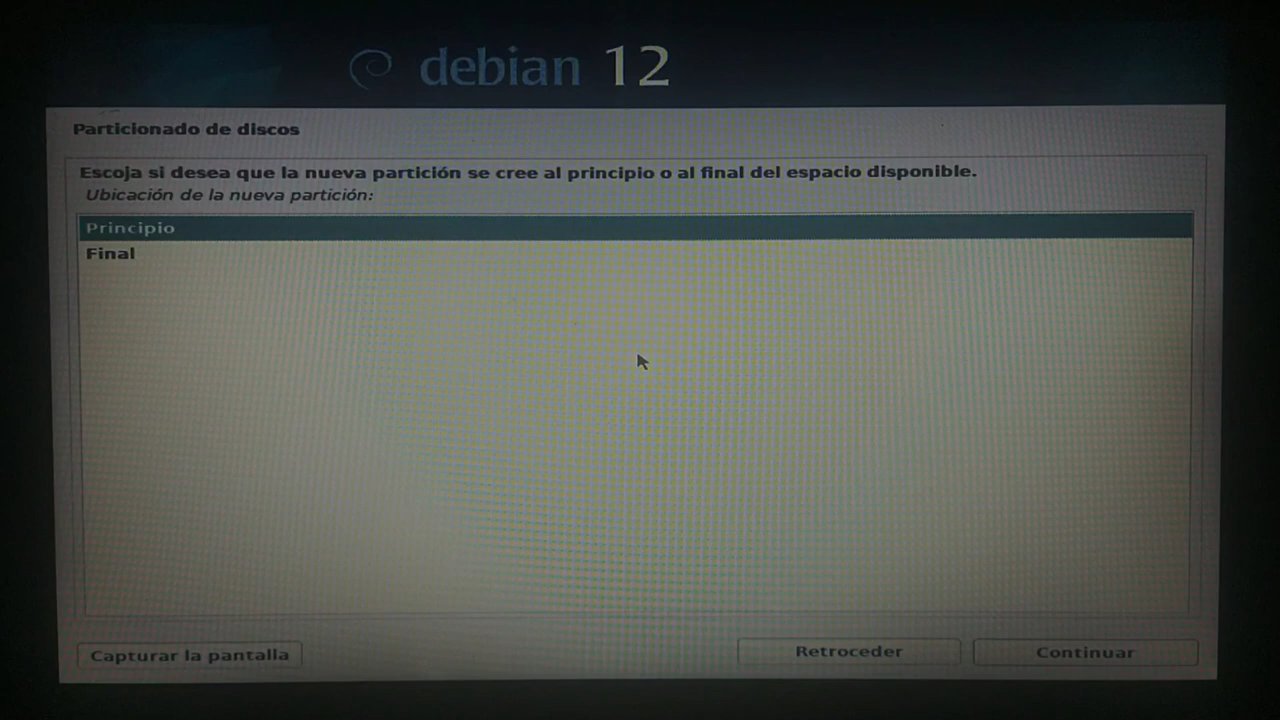 debian 12
Particionado de discos
Escoja si desea que la nueva partición se cree al principio o al final del espacio disponible.
Ubicación de la nueva partición:
Principio
Final
Capturar la pantalla
Retroceder
Continuar